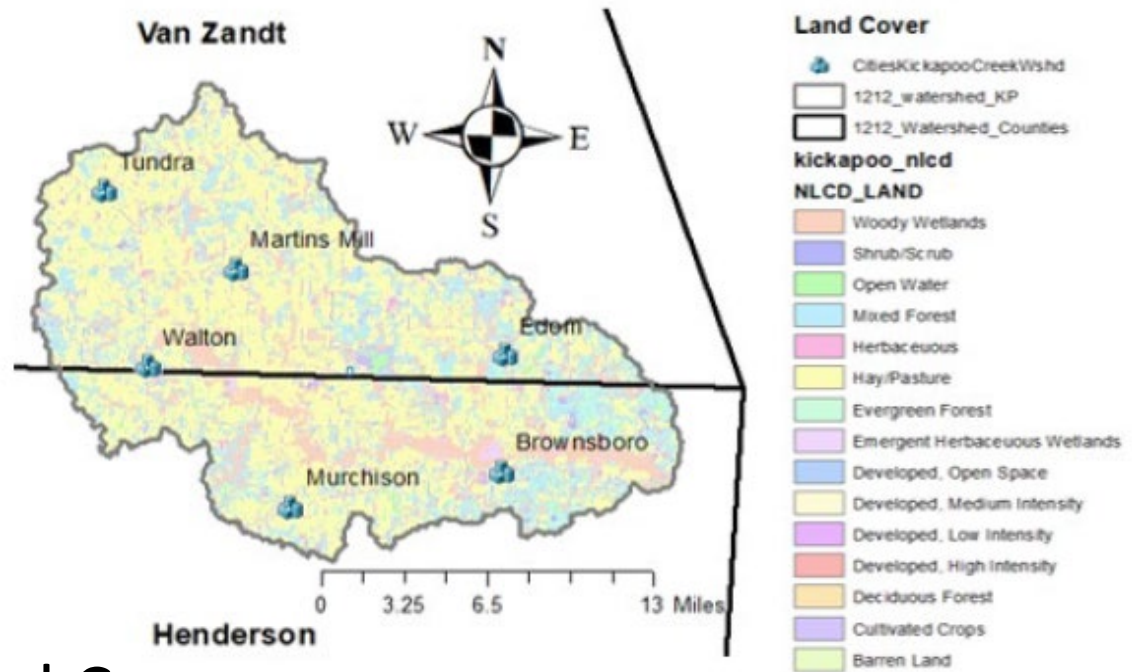 Van Zandt
N
W
E
S
Tundra
Martins Mill
Walton
Edom
Brownsboro
Murchison
0 3.25 6.5 13 Miles
Henderson
Land Cover
CitiesKickapooCreekWshd
1212_watershed_KP
1212_Watershed_Counties
kickapoo_nlcd
NLCD_LAND
Woody Wetlands
Shrub/Scrub
Open Water
Mixed Forest
Herbaceuous
Hay/Pasture
Evergreen Forest
Emergent Herbaceuous Wetlands
Developed, Open Space
Developed, Medium Intensity
Developed, Low Intensity
Developed, High Intensity
Deciduous Forest
Cultivated Crops
Barren Land